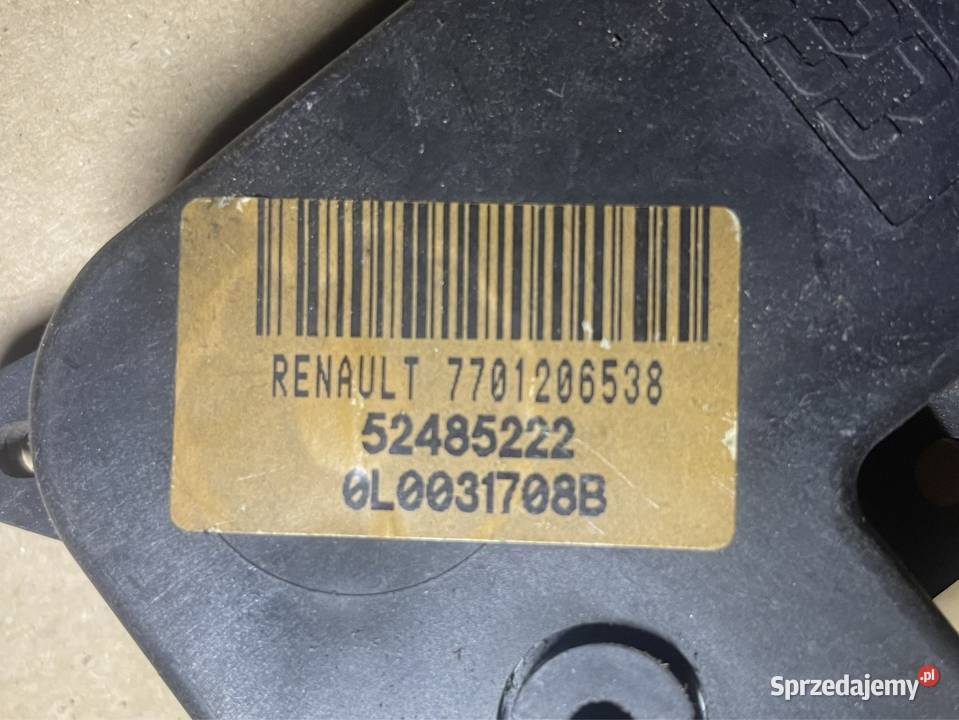 RENAULT 7701206538
52485222
0L0031708B
Sprzedajemy.pl